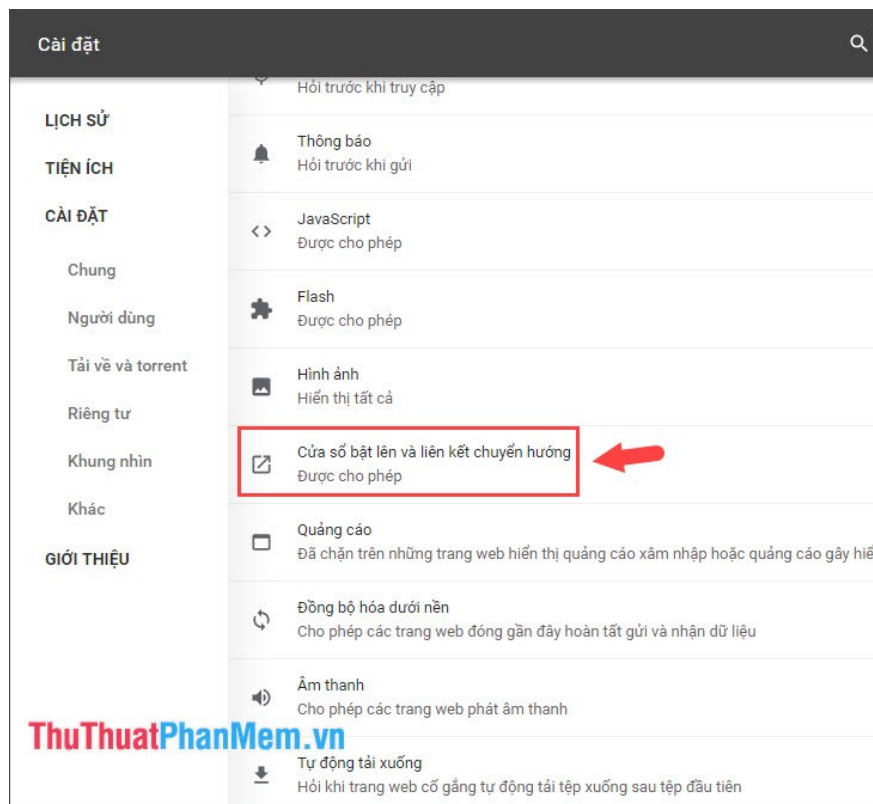 Cài đặt
LỊCH SỬ
TIỆN ÍCH
CÀI ĐẶT
Chung
Người dùng
Tải về và torrent
Riêng tư
Khung nhìn
Khác
GIỚI THIỆU
Hỏi trước khi truy cập
Thông báo
Hỏi trước khi gửi
JavaScript
Được cho phép
Flash
Được cho phép
Hình ảnh
Hiển thị tất cả
Cửa sổ bật lên và liên kết chuyển hướng
Được cho phép
Quảng cáo
Đã chặn trên những trang web hiển thị quảng cáo xâm nhập hoặc quảng cáo gây hiể
Đồng bộ hóa dưới nền
Cho phép các trang web đóng gần đây hoàn tất gửi và nhận dữ liệu
Âm thanh
Cho phép các trang web phát âm thanh
Tự động tải xuống
Hỏi khi trang web cố gắng tự động tải tệp xuống sau tệp đầu tiên
ThuThuatPhanMem.vn